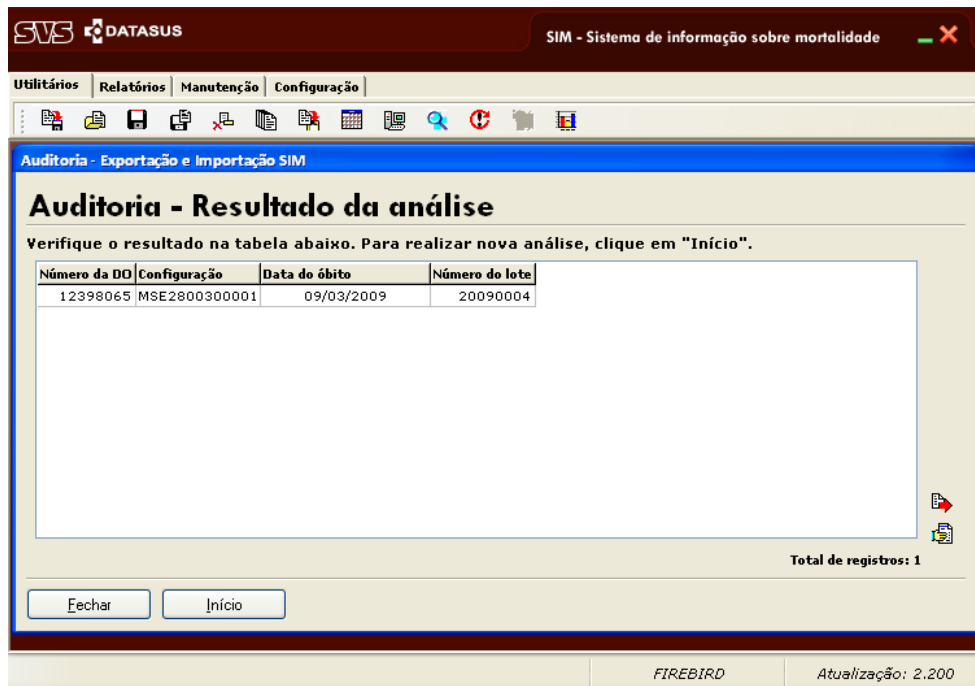 SVS DATASUS
SIM - Sistema de informação sobre mortalidade
Utilitários Relatórios Manutenção Configuração
Auditoria - Exportação e Importação SIM
Auditoria - Resultado da análise
Verifique o resultado na tabela abaixo. Para realizar nova análise, clique em "Início".
Número da DO Configuração Data do óbito Número do lote
12398065 MSE2800300001 09/03/2009 20090004
Total de registros: 1
Fechar Início
FIREBIRD Atualização: 2.200